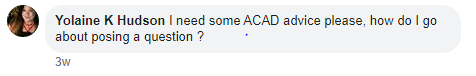 Yolaine K Hudson I need some ACAD advice please, how do I go
about posing a question ?
3w